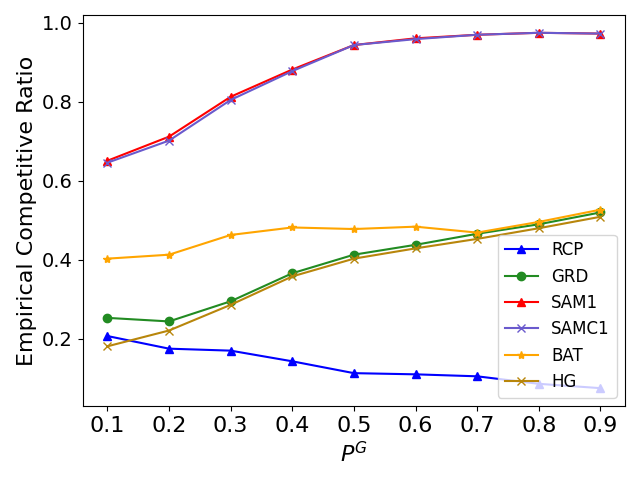 Empirical Competitive Ratio
1.0
0.8
0.6
0.4
0.2
RCP
GRD
SAM1
SAMC1
BAT
HG
0.1 0.2 0.3 0.4 0.5 0.6 0.7 0.8 0.9
P^G